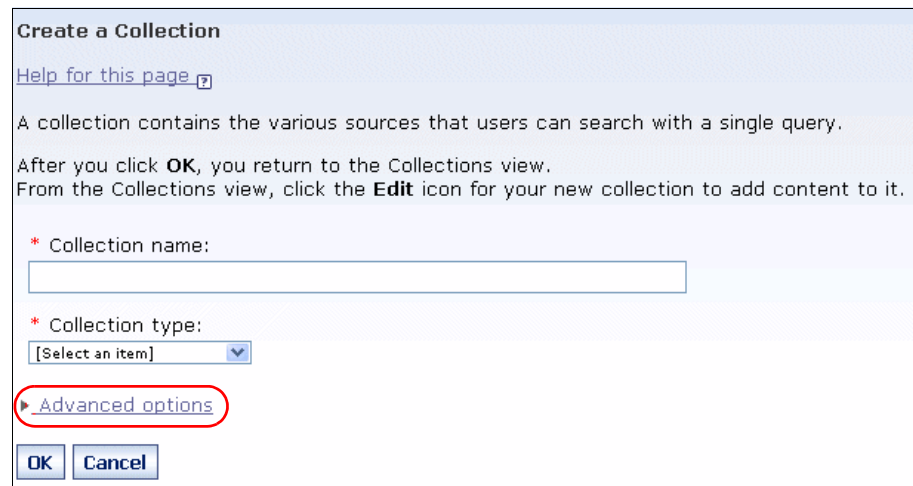 Create a Collection
Help for this page ?
A collection contains the various sources that users can search with a single query.
After you click OK, you return to the Collections view.
From the Collections view, click the Edit icon for your new collection to add content to it.
* Collection name:
* Collection type:
[Select an item]
Advanced options
OK Cancel